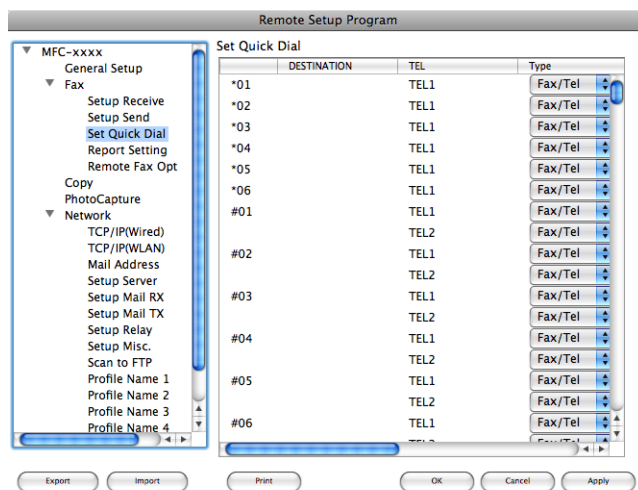 Remote Setup Program
MFC-xxxx
General Setup
Fax
Setup Receive
Setup Send
Set Quick Dial
Report Setting
Remote Fax Opt
Copy
PhotoCapture
Network
TCP/IP(Wired)
TCP/IP(WLAN)
Mail Address
Setup Server
Setup Mail RX
Setup Mail TX
Setup Relay
Setup Misc.
Scan to FTP
Profile Name 1
Profile Name 2
Profile Name 3
Profile Name 4
Set Quick Dial
DESTINATION TEL Type
*01 TEL1 Fax/Tel
*02 TEL1 Fax/Tel
*03 TEL1 Fax/Tel
*04 TEL1 Fax/Tel
*05 TEL1 Fax/Tel
*06 TEL1 Fax/Tel
#01 TEL1 Fax/Tel
TEL2 Fax/Tel
#02 TEL1 Fax/Tel
TEL2 Fax/Tel
#03 TEL1 Fax/Tel
TEL2 Fax/Tel
#04 TEL1 Fax/Tel
TEL2 Fax/Tel
#05 TEL1 Fax/Tel
TEL2 Fax/Tel
#06 TEL1 Fax/Tel
TEL2 Fax/Tel
Export Import Print OK Cancel Apply